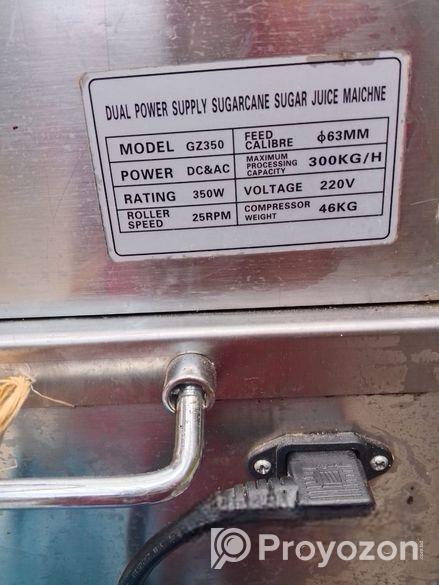 DUAL POWER SUPPLY SUGARCANE SUGAR JUICE MAICHNE
MODEL GZ350 FEED CALIBRE ϕ63MM
POWER DC&AC MAXIMUM PROCESSING CAPACITY 300KG/H
RATING 350W VOLTAGE 220V
ROLLER SPEED 25RPM COMPRESSOR WEIGHT 46KG
Proyozon